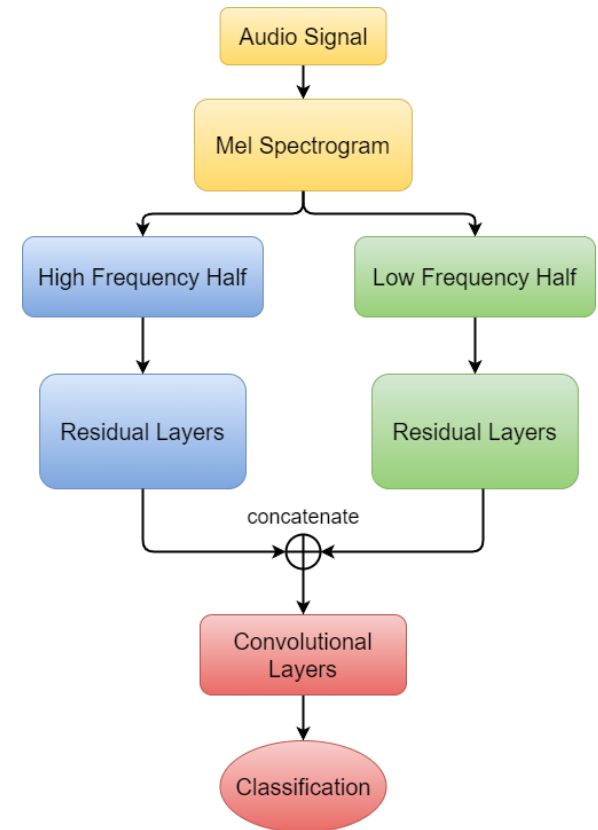 Audio Signal
Mel Spectrogram
High Frequency Half
Low Frequency Half
Residual Layers
Residual Layers
concatenate
Convolutional
Layers
Classification